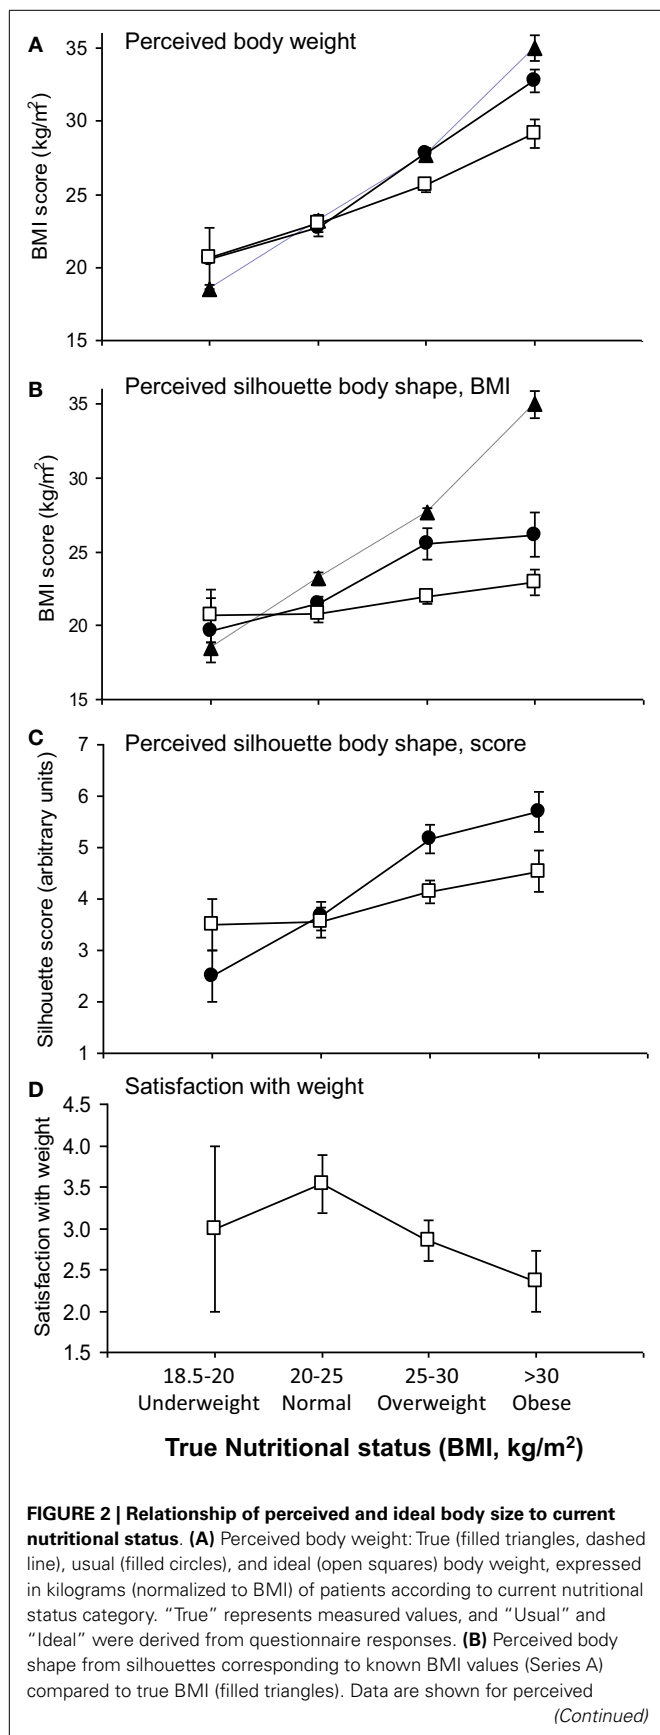 A Perceived body weight
35
30
25
20
15
BMI score (kg/m²)
B Perceived silhouette body shape, BMI
35
30
25
20
15
BMI score (kg/m²)
C Perceived silhouette body shape, score
7
6
5
4
3
2
1
Silhouette score (arbitrary units)
D Satisfaction with weight
4.5
4.0
3.5
3.0
2.5
2.0
1.5
Satisfaction with weight
18.5-20 20-25 25-30 >30
Underweight Normal Overweight Obese
True Nutritional status (BMI, kg/m²)
FIGURE 2 | Relationship of perceived and ideal body size to current
nutritional status. (A) Perceived body weight: True (filled triangles, dashed
line), usual (filled circles), and ideal (open squares) body weight, expressed
in kilograms (normalized to BMI) of patients according to current nutritional
status category. “True” represents measured values, and “Usual” and
“Ideal” were derived from questionnaire responses. (B) Perceived body
shape from silhouettes corresponding to known BMI values (Series A)
compared to true BMI (filled triangles). Data are shown for perceived
(Continued)